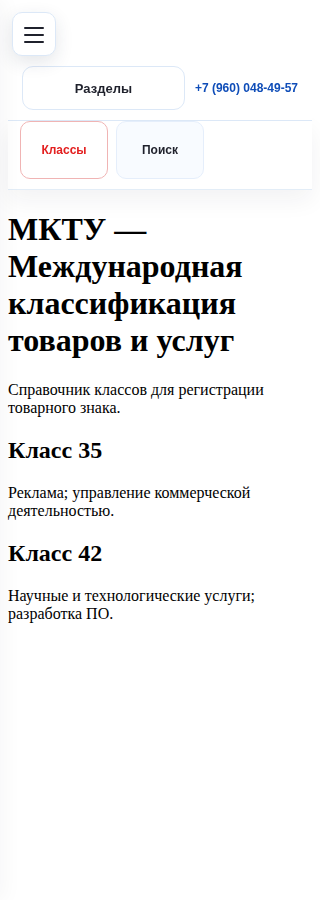 Разделы
+7 (960) 048-49-57
Классы
Поиск
МКТУ —
Международная
классификация
товаров и услуг
Справочник классов для регистрации
товарного знака.
Класс 35
Реклама; управление коммерческой
деятельностью.
Класс 42
Научные и технологические услуги;
разработка ПО.